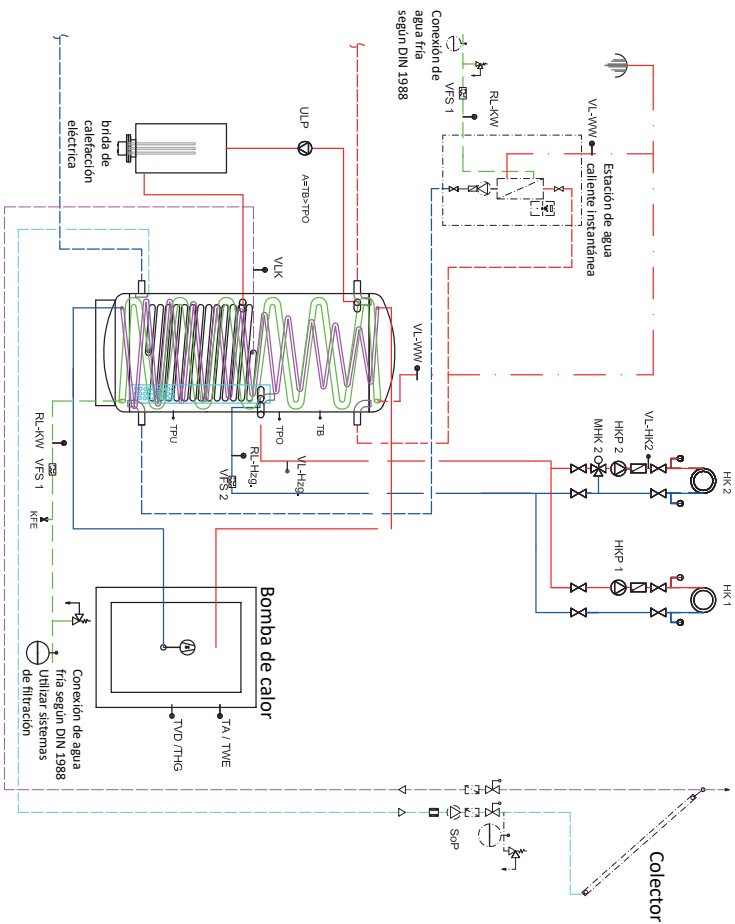 Conexión de
agua fría
según DIN 1988
VFS 1
RL-KW
VL-WW
Estación de agua
caliente instantánea
brida de
calefacción
eléctrica
ULP
A=TB>TPO
VLK
VL-WW
TPU
TPO
TB
RL-KW
VFS 1
KFE
RL-Hzg.
VFS 2
VL-Hzg.
MHK 2
HKP 2
VL-HK2
HK 2
HKP 1
HK 1
Bomba de calor
TVD /THG
TA / TWE
Conexión de agua
fría según DIN 1988
Utilizar sistemas
de filtración
SoP
Colector